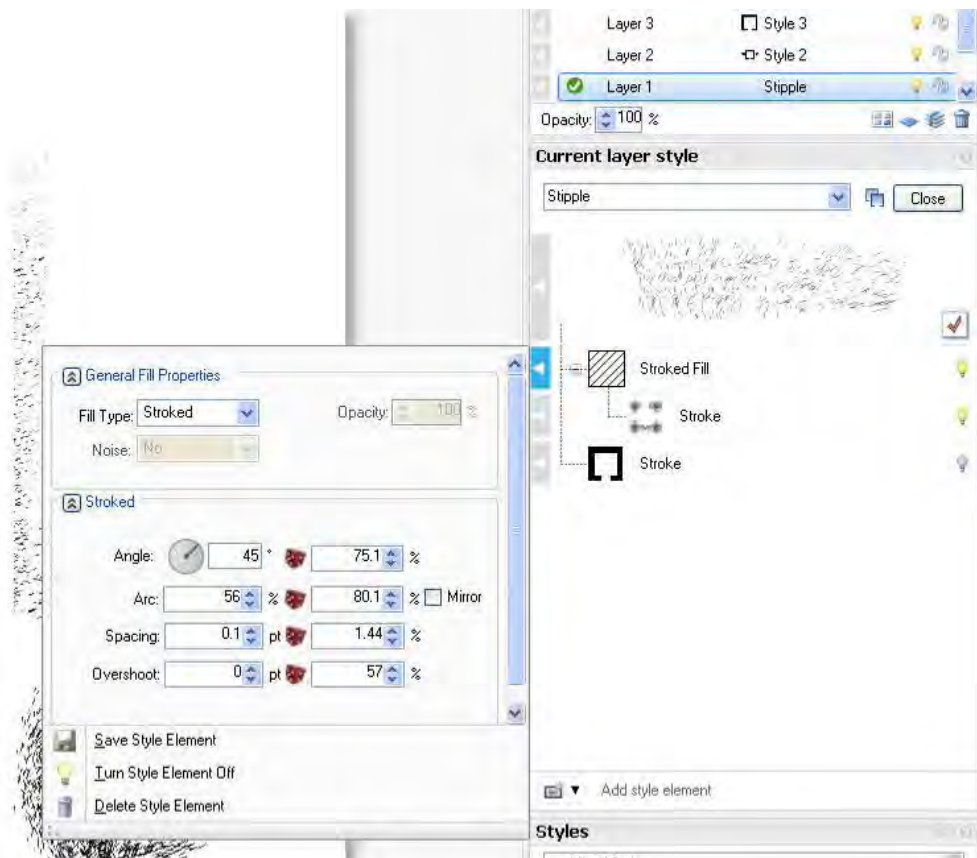 Layer 3 Style 3
Layer 2 Style 2
Layer 1 Stipple
Opacity: 100 %
Current layer style
Stipple Close
Stroked Fill
Stroke
Stroke
General Fill Properties
Fill Type: Stroked Opacity: 100 %
Noise: No
Stroked
Angle: 45 ° 75.1 %
Arc: 56 % 80.1 % Mirror
Spacing: 0.1 pt 1.44 %
Overshoot: 0 pt 57 %
Save Style Element
Turn Style Element Off
Delete Style Element
Add style element
Styles